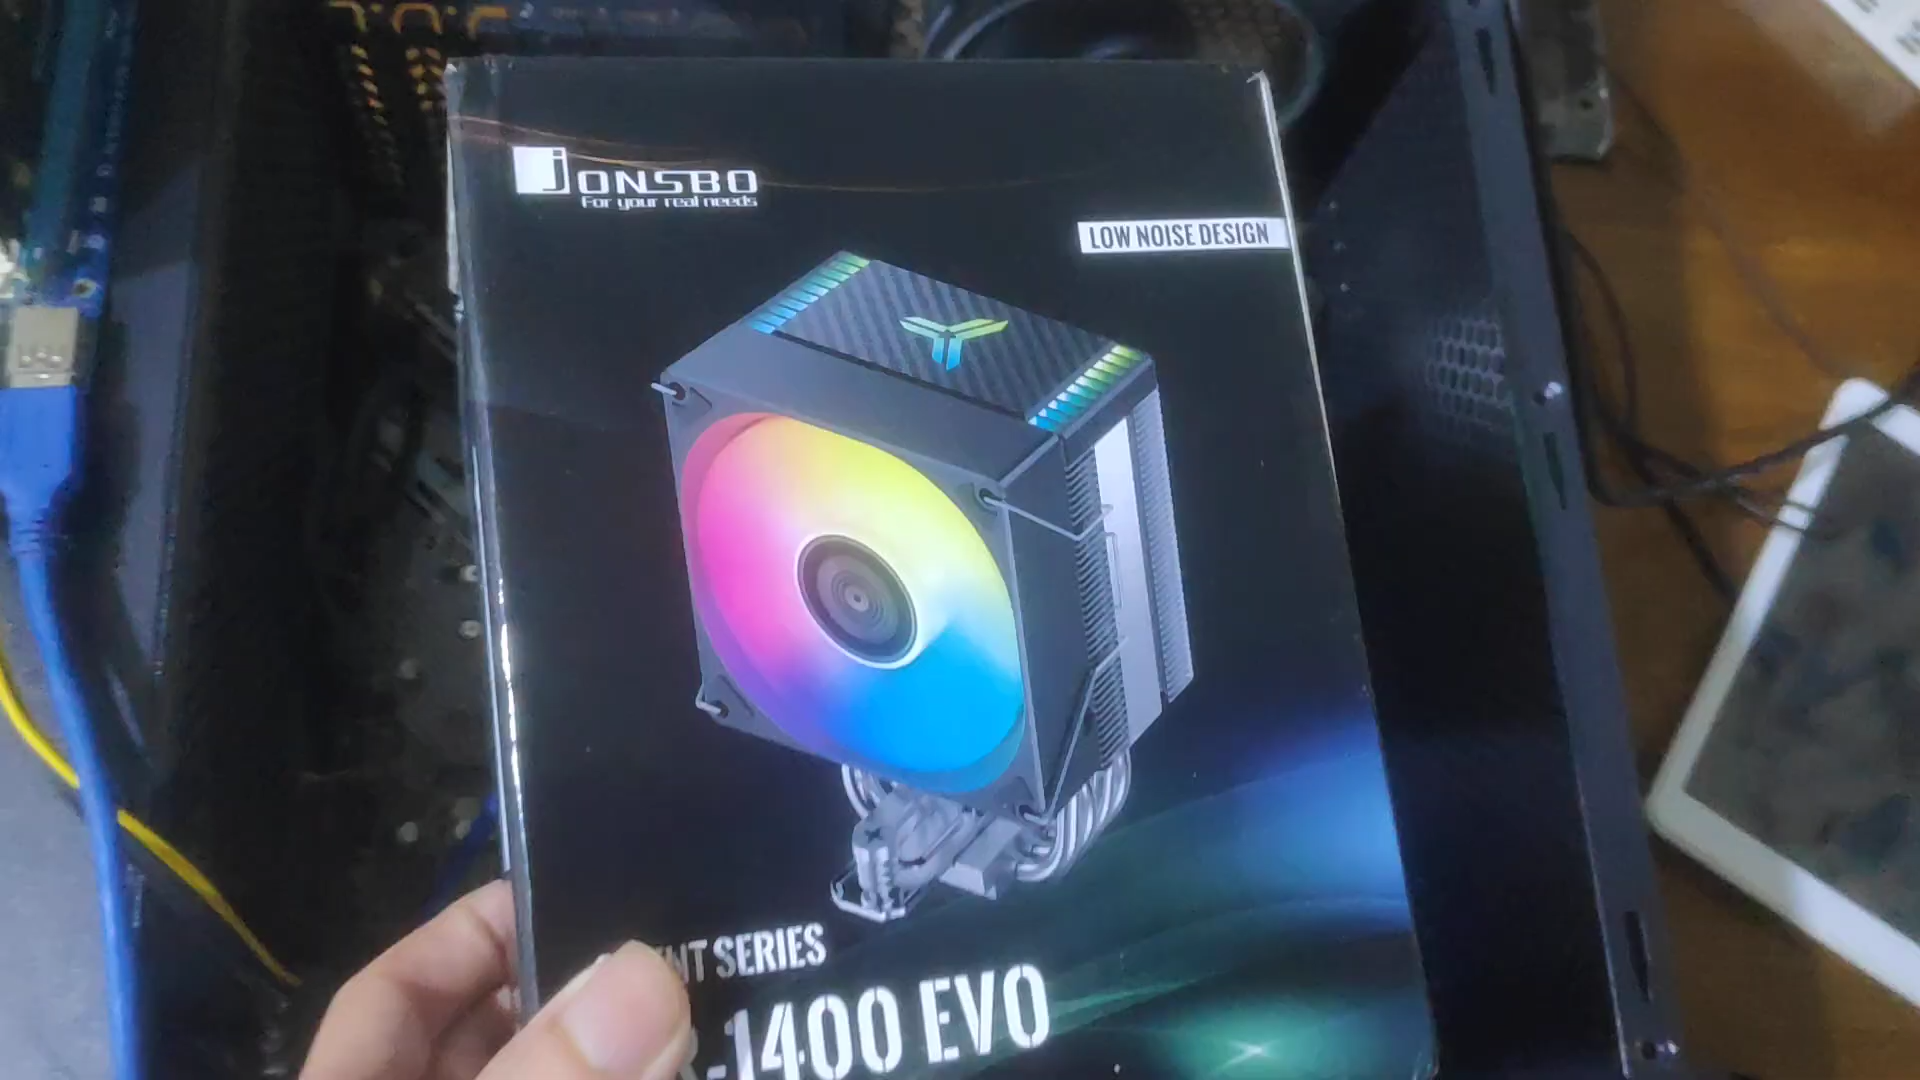 JONSBO
For your real needs
LOW NOISE DESIGN
SERIES
-1400 EVO